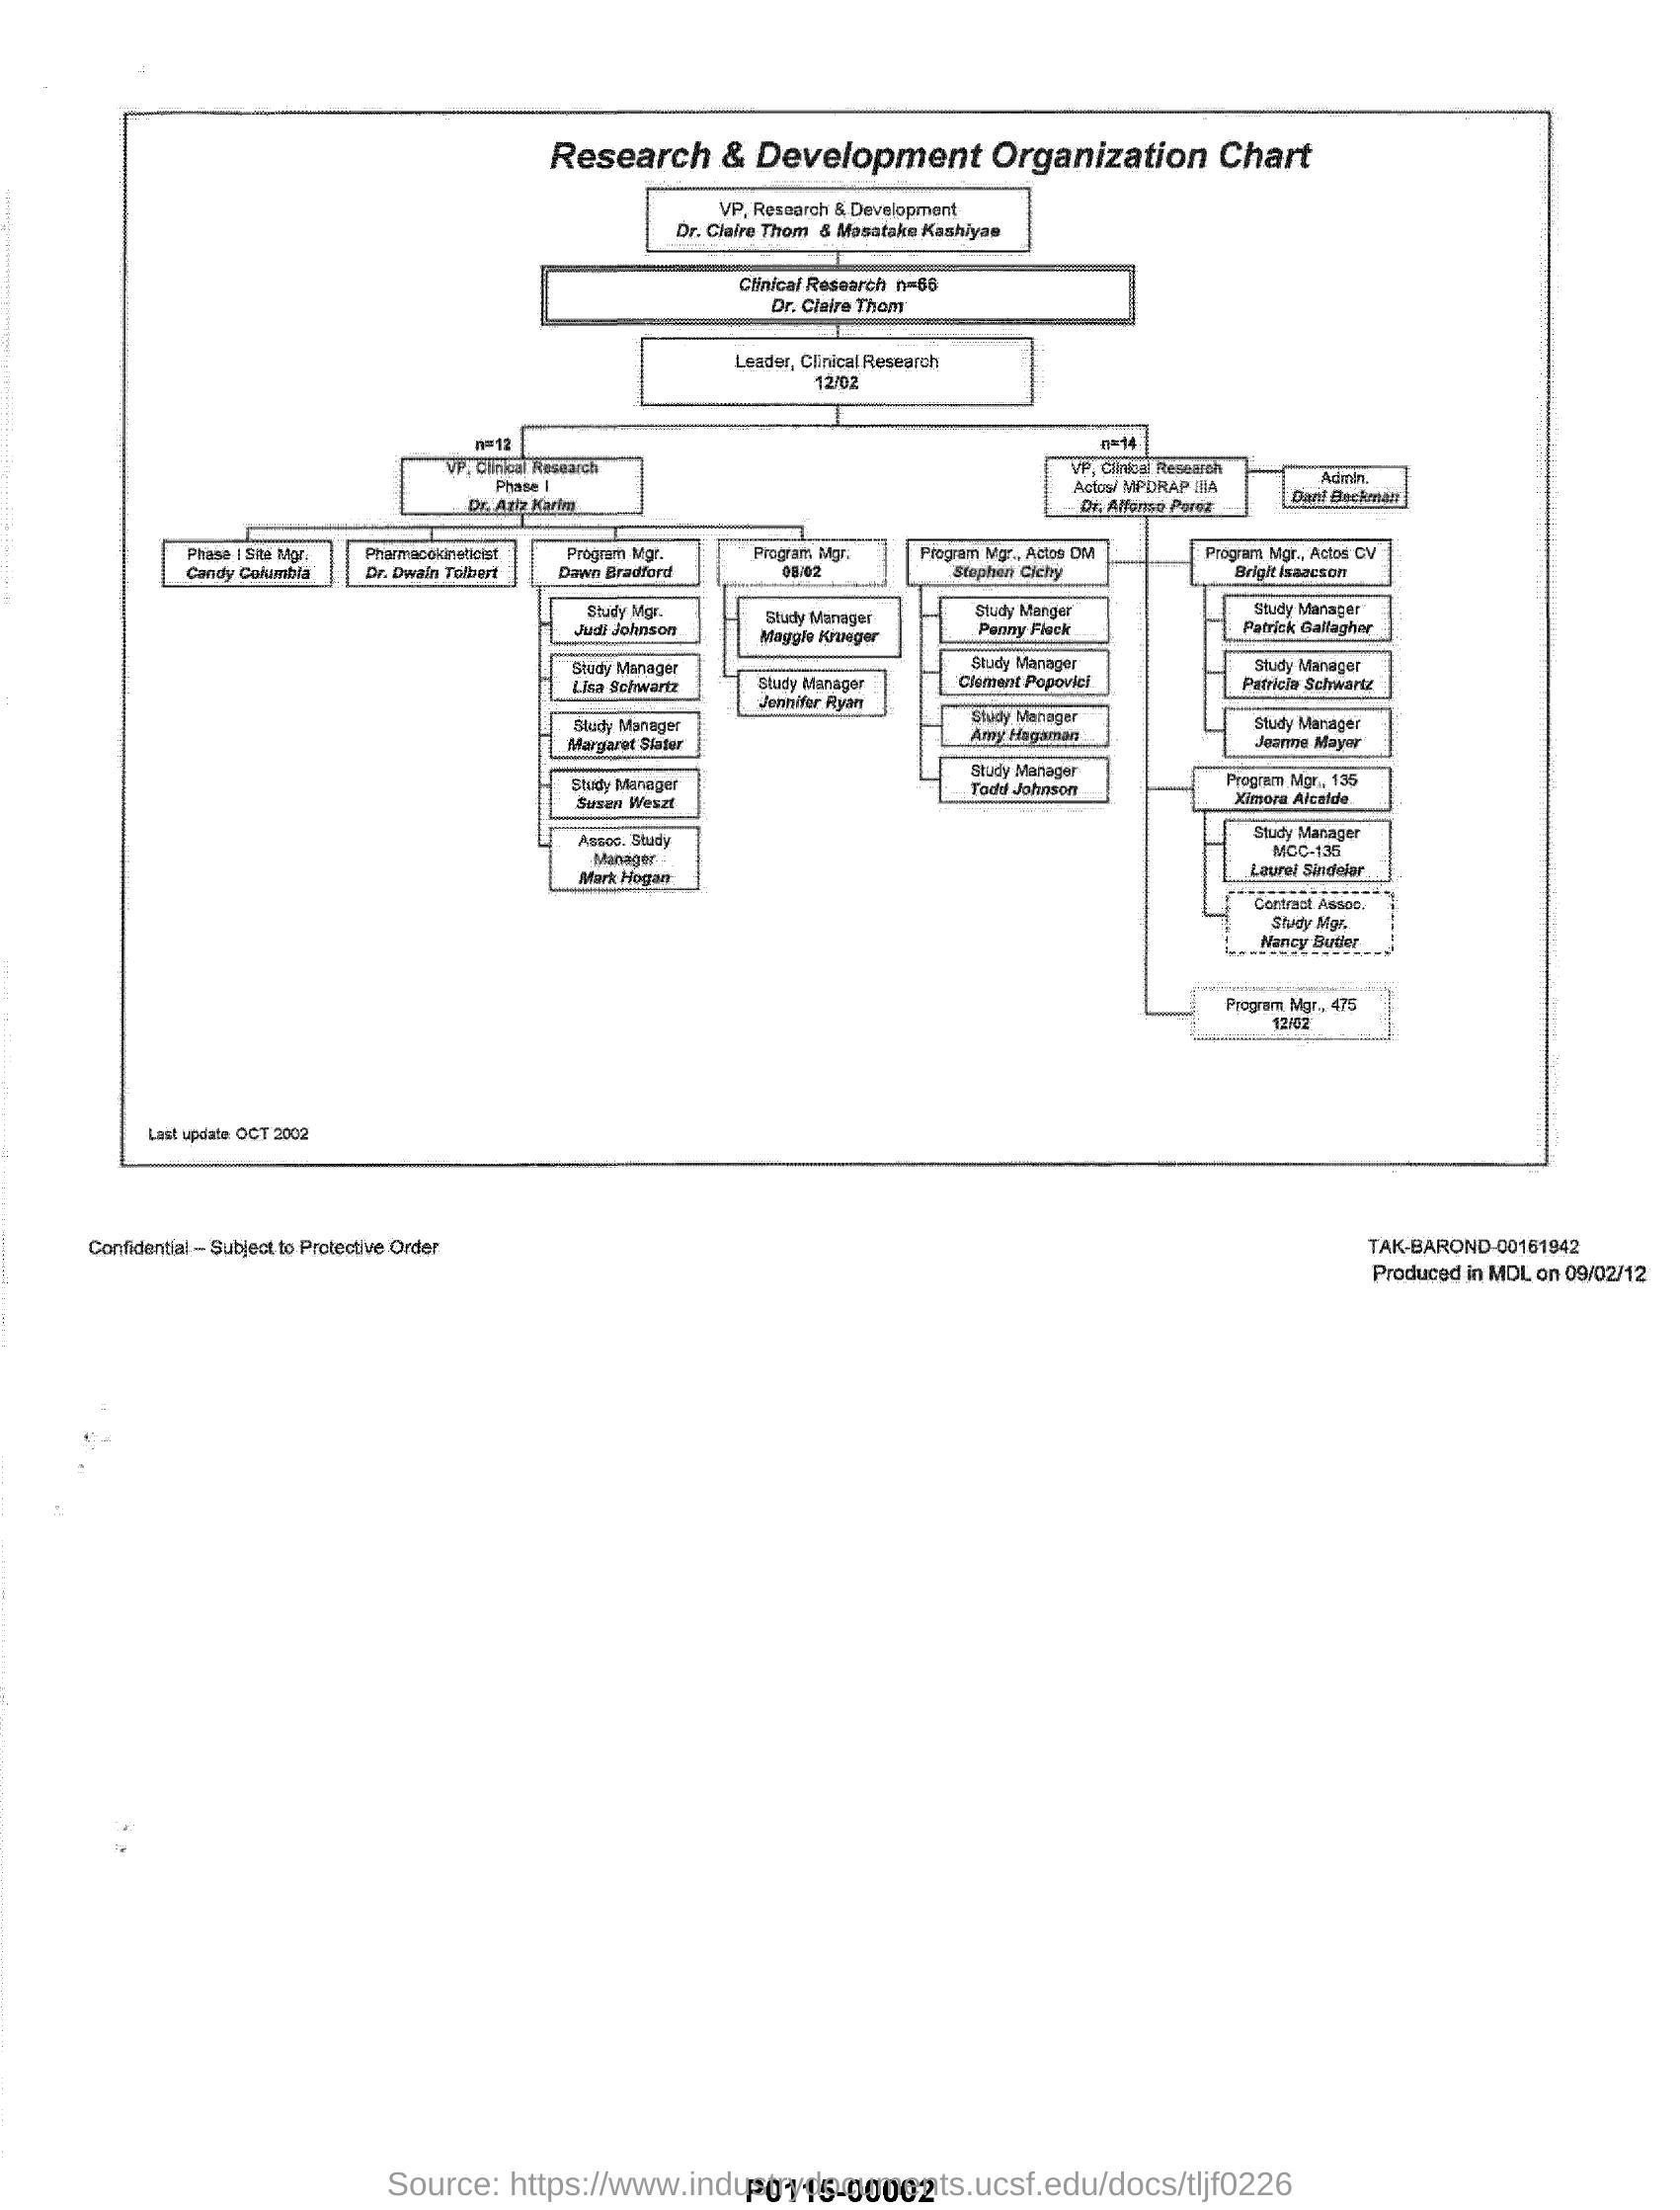 Research & Development Organization Chart
VP, Research & Development
Dr. Claire Thom & Masatake Kashiyae
Clinical Research n=66
Dr. Claire Thom
Leader, Clinical Research
12/02
n=12
VP, Clinical Research
Phase I
Dr. Aziz Karim
n=14
VP, Clinical Research
Actos/ MPDRAP IIIA
Dr. Alfonso Perez
Admin.
Dani Beckman
Phase I Site Mgr.
Candy Columbia
Pharmacokineticist
Dr. Dwain Tolbert
Program Mgr.
Dawn Bradford
Study Mgr.
Judi Johnson
Study Manager
Lisa Schwartz
Study Manager
Margaret Slater
Study Manager
Susan Weszt
Assoc. Study
Manager
Mark Hogan
Program Mgr.
08/02
Study Manager
Maggie Krueger
Study Manager
Jennifer Ryan
Program Mgr., Actos DM
Stephen Cichy
Study Manger
Penny Fleck
Study Manager
Clement Popovici
Study Manager
Amy Hagaman
Study Manager
Todd Johnson
Program Mgr., Actos CV
Brigit Isaacson
Study Manager
Patrick Gallagher
Study Manager
Patricia Schwartz
Study Manager
Jeanne Mayer
Program Mgr., 135
Ximora Alcalde
Study Manager
MCC-135
Laurel Sindelar
Contract Assoc.
Study Mgr.
Nancy Butler
Program Mgr., 475
12/02
Last update OCT 2002
Confidential – Subject to Protective Order
TAK-BAROND-00161942
Produced in MDL on 09/02/12
Source: https://www.industrydocuments.ucsf.edu/docs/tljf0226
P0115-00002